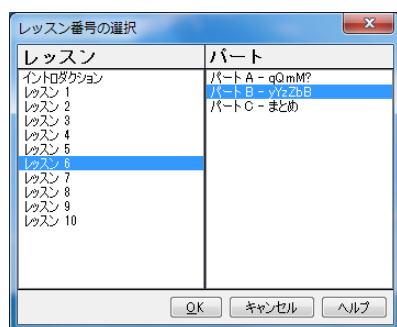 レッスン番号の選択
レッスン
イントロダクション
レッスン 1
レッスン 2
レッスン 3
レッスン 4
レッスン 5
レッスン 6
レッスン 7
レッスン 8
レッスン 9
レッスン 10
パート
パート A - qQmM?
パート B - yYzZbB
パート C - まとめ
OK
キャンセル
ヘルプ